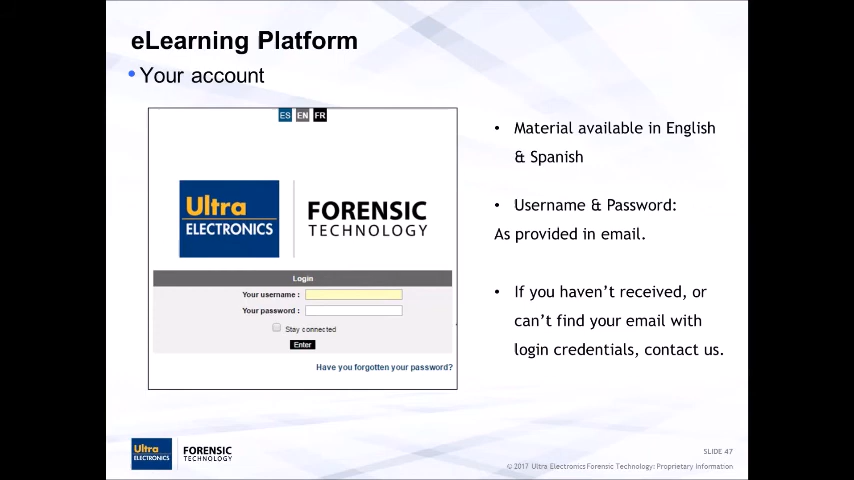 eLearning Platform
• Your account
ES EN FR
Ultra
ELECTRONICS
FORENSIC
TECHNOLOGY
Login
Your username :
Your password :
Stay connected
Enter
Have you forgotten your password?
• Material available in English
& Spanish
• Username & Password:
As provided in email.
• If you haven't received, or
can't find your email with
login credentials, contact us.
Ultra
ELECTRONICS
FORENSIC
TECHNOLOGY
SLIDE 47
© 2017 Ultra Electronics Forensic Technology: Proprietary Information